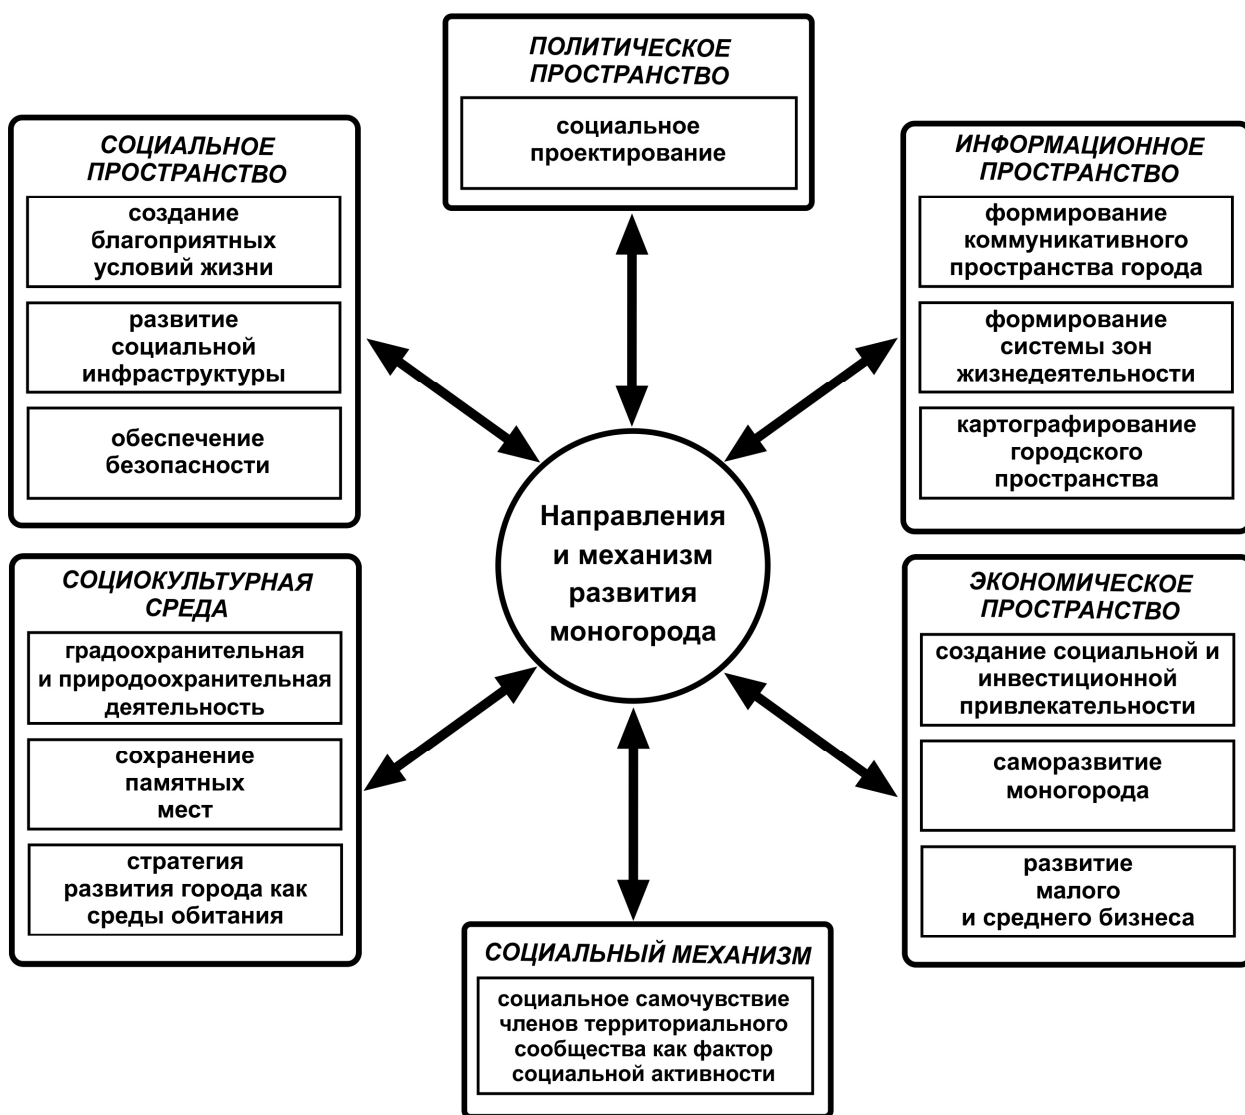 ПОЛИТИЧЕСКОЕ
ПРОСТРАНСТВО
социальное
проектирование
СОЦИАЛЬНОЕ
ПРОСТРАНСТВО
создание
благоприятных
условий жизни
развитие
социальной
инфраструктуры
обеспечение
безопасности
ИНФОРМАЦИОННОЕ
ПРОСТРАНСТВО
формирование
коммуникативного
пространства города
формирование
системы зон
жизнедеятельности
картографирование
городского
пространства
Направления
и механизм
развития
моногорода
СОЦИОКУЛЬТУРНАЯ
СРЕДА
градоохранительная
и природоохранительная
деятельность
сохранение
памятных
мест
стратегия
развития города как
среды обитания
ЭКОНОМИЧЕСКОЕ
ПРОСТРАНСТВО
создание социальной и
инвестиционной
привлекательности
саморазвитие
моногорода
развитие
малого
и среднего бизнеса
СОЦИАЛЬНЫЙ МЕХАНИЗМ
социальное самочувствие
членов территориального
сообщества как фактор
социальной активности